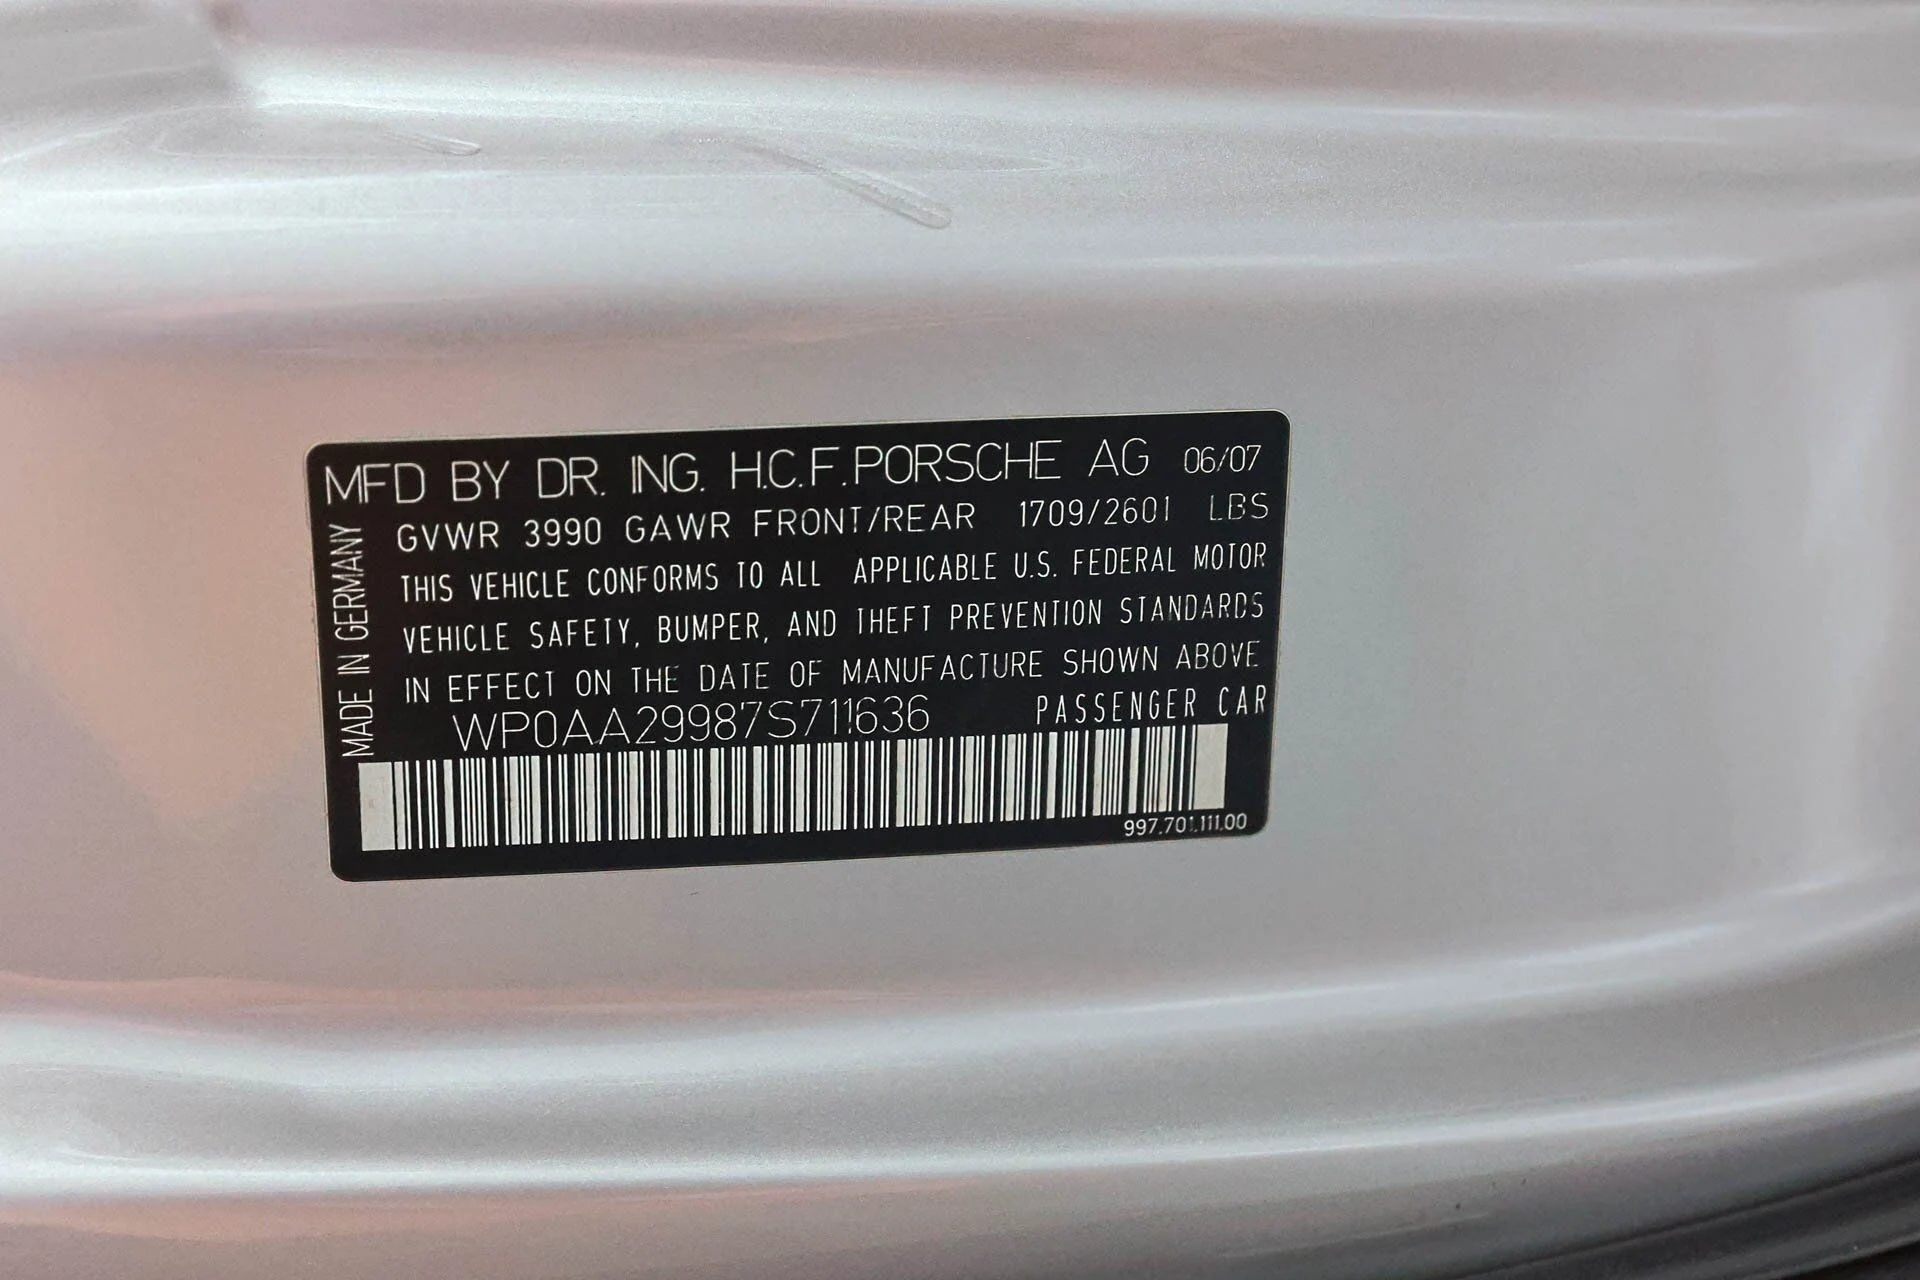 MFD BY DR. ING. H.C.F. PORSCHE AG 06/07
GVWR 3990 GAWR FRONT/REAR 1709/2601 LBS
THIS VEHICLE CONFORMS TO ALL APPLICABLE U.S. FEDERAL MOTOR
VEHICLE SAFETY, BUMPER, AND THEFT PREVENTION STANDARDS
IN EFFECT ON THE DATE OF MANUFACTURE SHOWN ABOVE
WP0AA29987S711636 PASSENGER CAR
997.701.111.00
MADE IN GERMANY